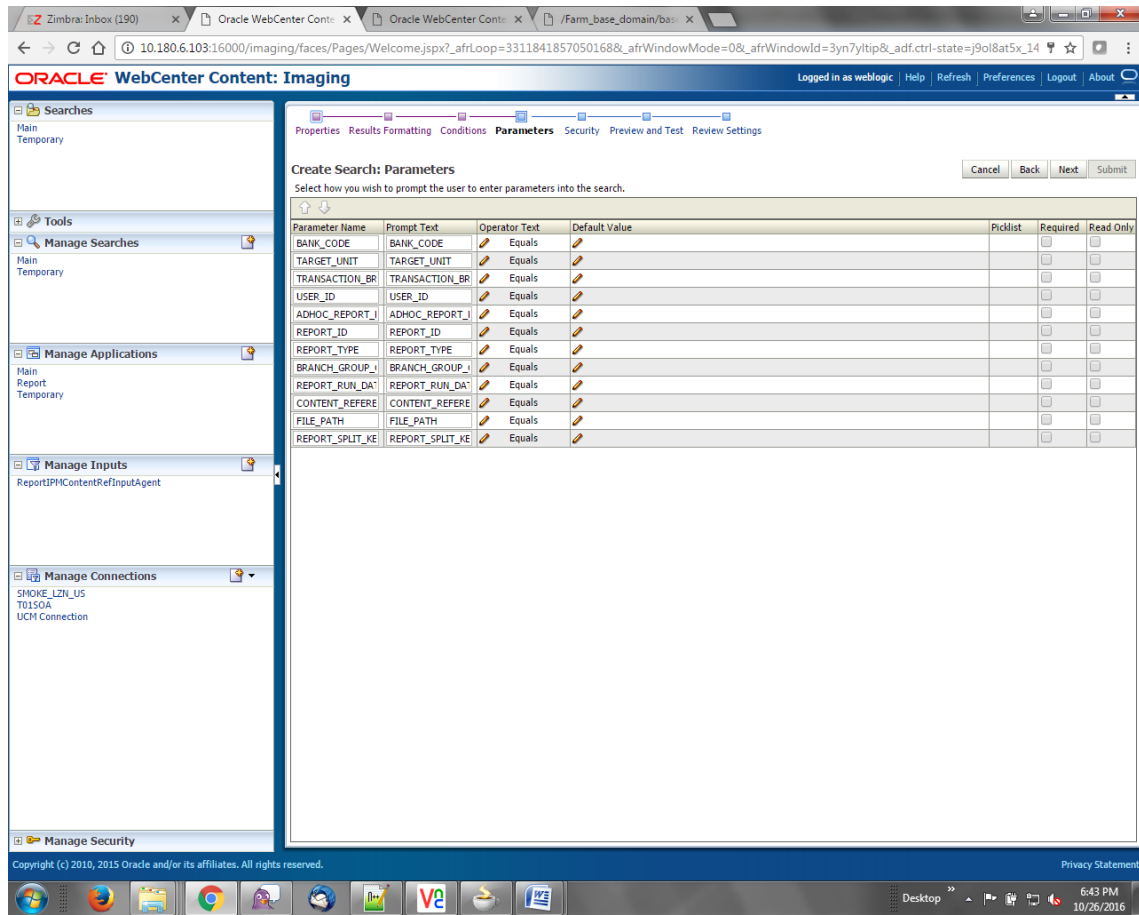 Zimbra: Inbox (190)
Oracle WebCenter Conte
Oracle WebCenter Conte
/Farm_base_domain/bas
10.180.6.103:16000/imaging/faces/Pages/Welcome.jspx?_afrLoop=3311841857050168&_afrWindowMode=0&_afrWindowId=3yn7yltip&_adf.ctrl-state=j9ol8at5x_14
ORACLE WebCenter Content: Imaging
Logged in as weblogic Help Refresh Preferences Logout About
Searches
Main
Temporary
Tools
Manage Searches
Main
Temporary
Manage Applications
Main
Report
Temporary
Manage Inputs
ReportIPMContentRefInputAgent
Manage Connections
SMOKE_LZN_US
T01SOA
UCM Connection
Manage Security
Properties Results Formatting Conditions Parameters Security Preview and Test Review Settings
Create Search: Parameters
Cancel Back Next Submit
Select how you wish to prompt the user to enter parameters into the search.
Parameter Name Prompt Text Operator Text Default Value Picklist Required Read Only
BANK_CODE BANK_CODE Equals
TARGET_UNIT TARGET_UNIT Equals
TRANSACTION_BR TRANSACTION_BR Equals
USER_ID USER_ID Equals
ADHOC_REPORT_I ADHOC_REPORT_I Equals
REPORT_ID REPORT_ID Equals
REPORT_TYPE REPORT_TYPE Equals
BRANCH_GROUP_ BRANCH_GROUP_ Equals
REPORT_RUN_DAT REPORT_RUN_DAT Equals
CONTENT_REFERE CONTENT_REFERE Equals
FILE_PATH FILE_PATH Equals
REPORT_SPLIT_KE REPORT_SPLIT_KE Equals
Copyright (c) 2010, 2015 Oracle and/or its affiliates. All rights reserved.
Privacy Statement
Desktop
6:43 PM
10/26/2016